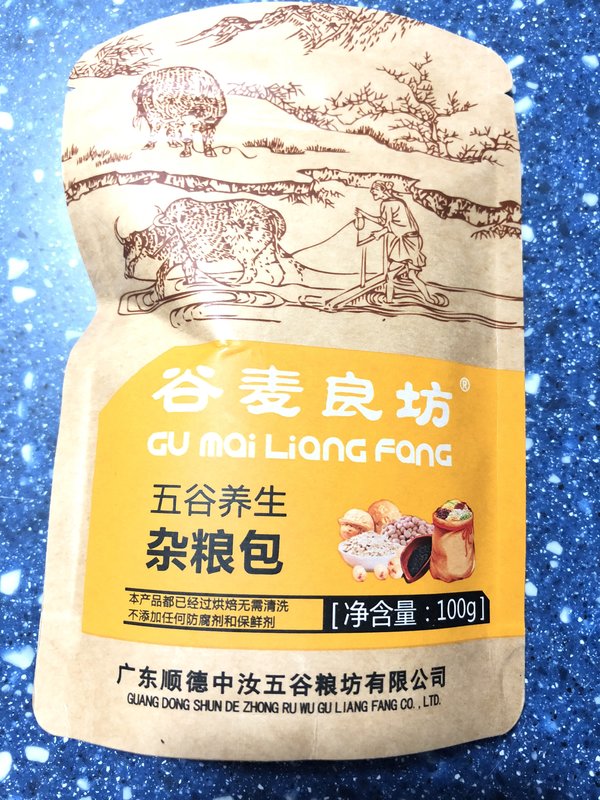 谷麦良坊®
GU mai Liang Fang
五谷养生
杂粮包
本产品都已经过烘焙无需清洗
不添加任何防腐剂和保鲜剂
[净含量:100g]
广东顺德中汝五谷粮坊有限公司
GUANG DONG SHUN DE ZHONG RU WU GU LIANG FANG CO.,LTD.